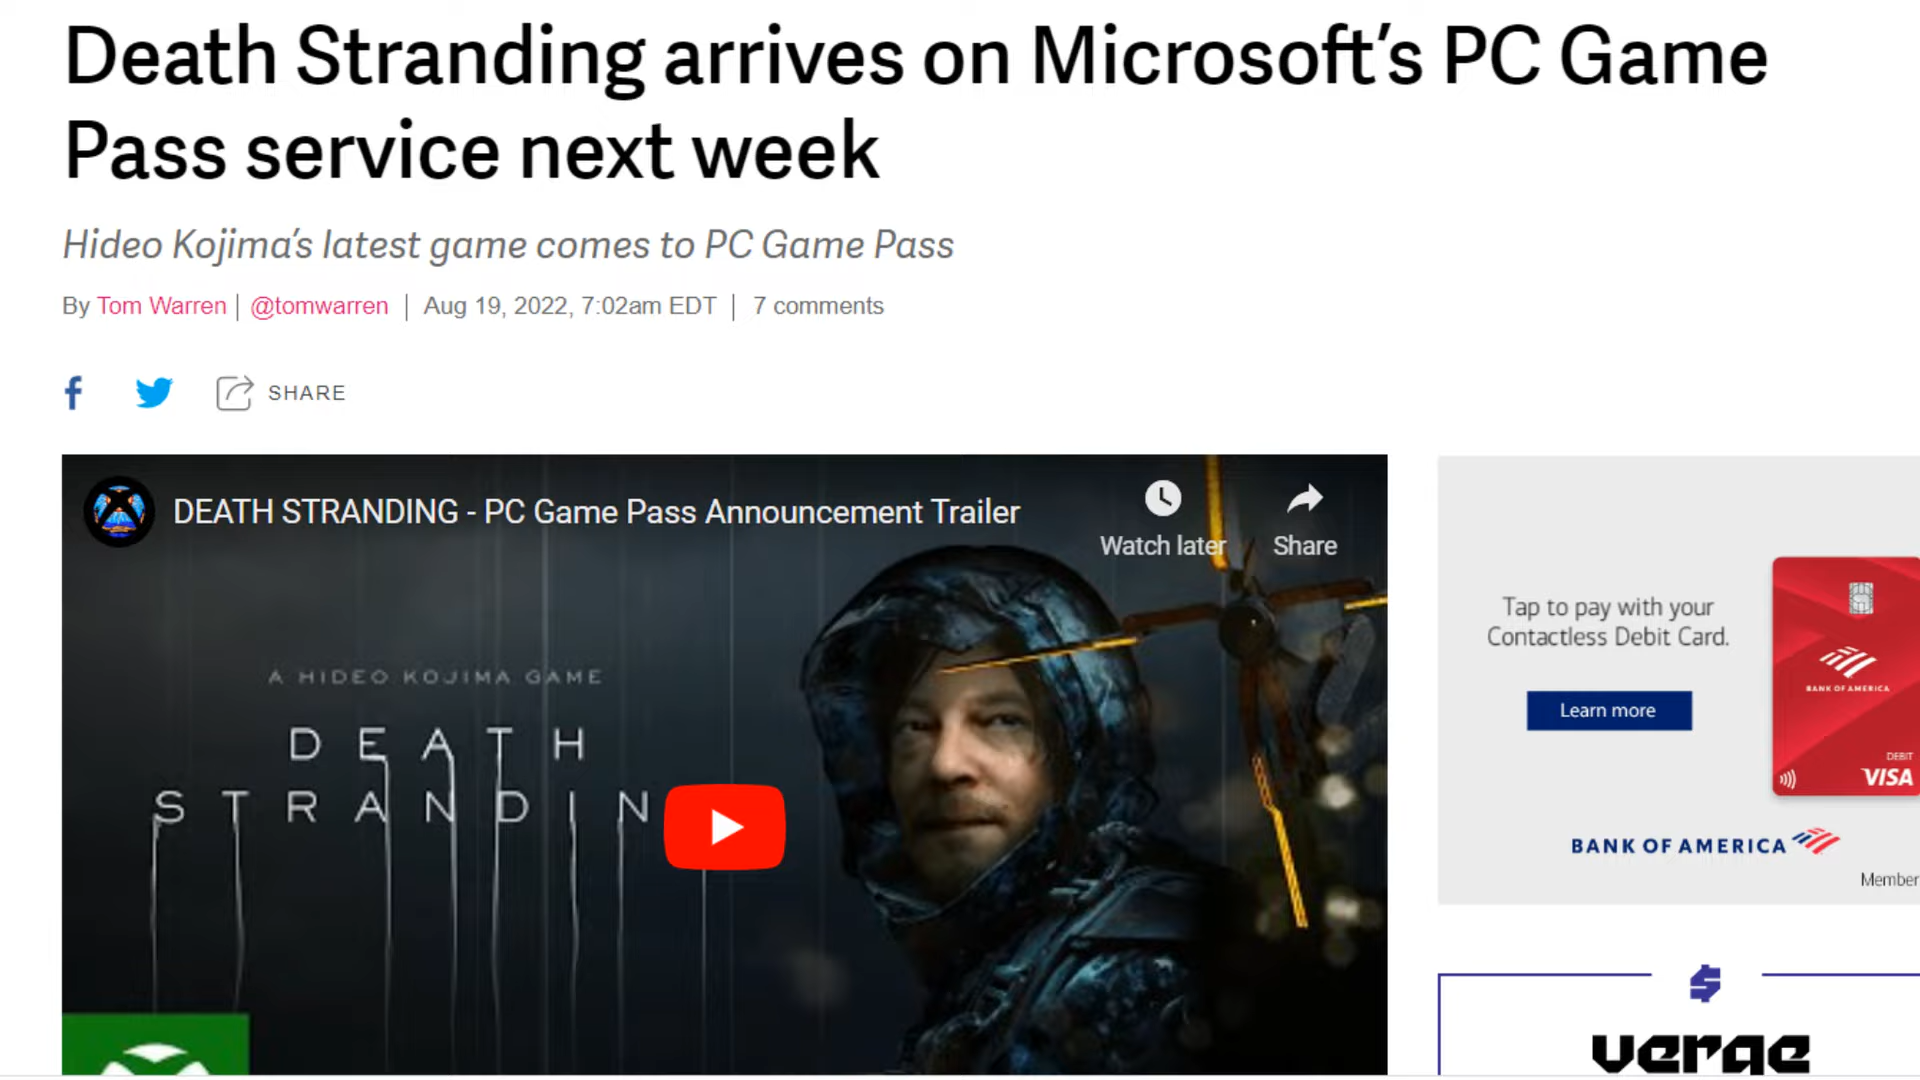 Death Stranding arrives on Microsoft’s PC Game
Pass service next week
Hideo Kojima’s latest game comes to PC Game Pass
By Tom Warren | @tomwarren | Aug 19, 2022, 7:02am EDT | 7 comments
SHARE
DEATH STRANDING - PC Game Pass Announcement Trailer
Watch later
Share
A HIDEO KOJIMA GAME
DEATH
STRANDIN
Tap to pay with your
Contactless Debit Card.
Learn more
BANK OF AMERICA
DEBIT
VISA
BANK OF AMERICA
Member
verge